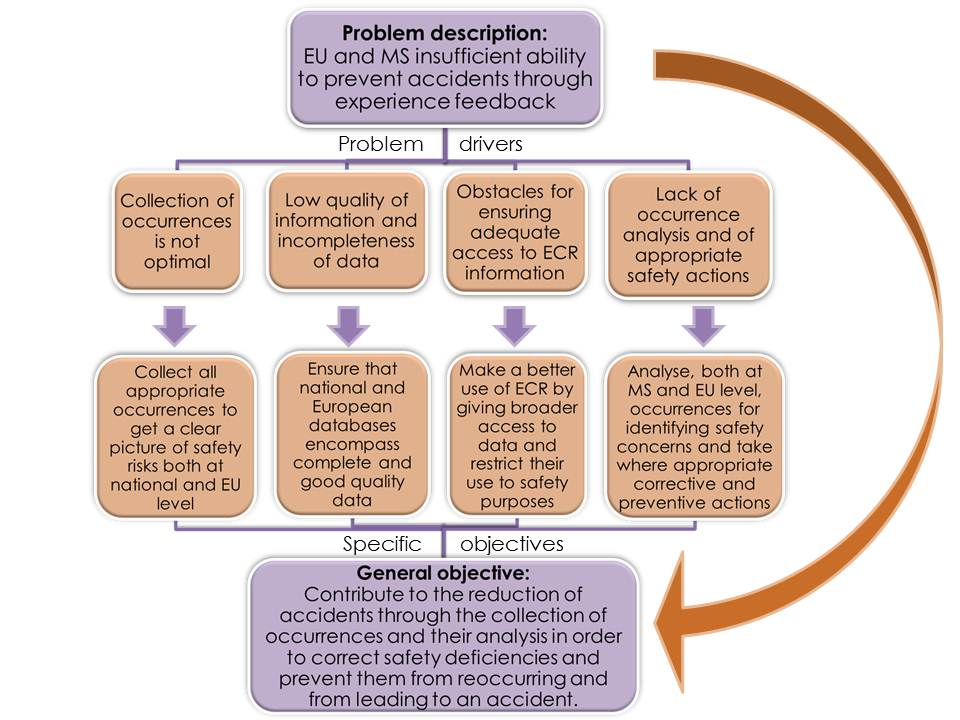 Problem description:
EU and MS insufficient ability
to prevent accidents through
experience feedback
Problem drivers
Collection of
occurrences
is not
optimal
Low quality of
information and
incompleteness
of data
Obstacles for
ensuring
adequate
access to ECR
information
Lack of
occurrence
analysis and of
appropriate
safety actions
Collect all
appropriate
occurrences to
get a clear
picture of safety
risks both at
national and EU
level
Ensure that
national and
European
databases
encompass
complete and
good quality
data
Make a better
use of ECR by
giving broader
access to
data and
restrict their
use to safety
purposes
Analyse, both at
MS and EU level,
occurrences for
identifying safety
concerns and take
where appropriate
corrective and
preventive actions
Specific objectives
General objective:
Contribute to the reduction of
accidents through the collection of
occurrences and their analysis in order
to correct safety deficiencies and
prevent them from reoccurring and
from leading to an accident.